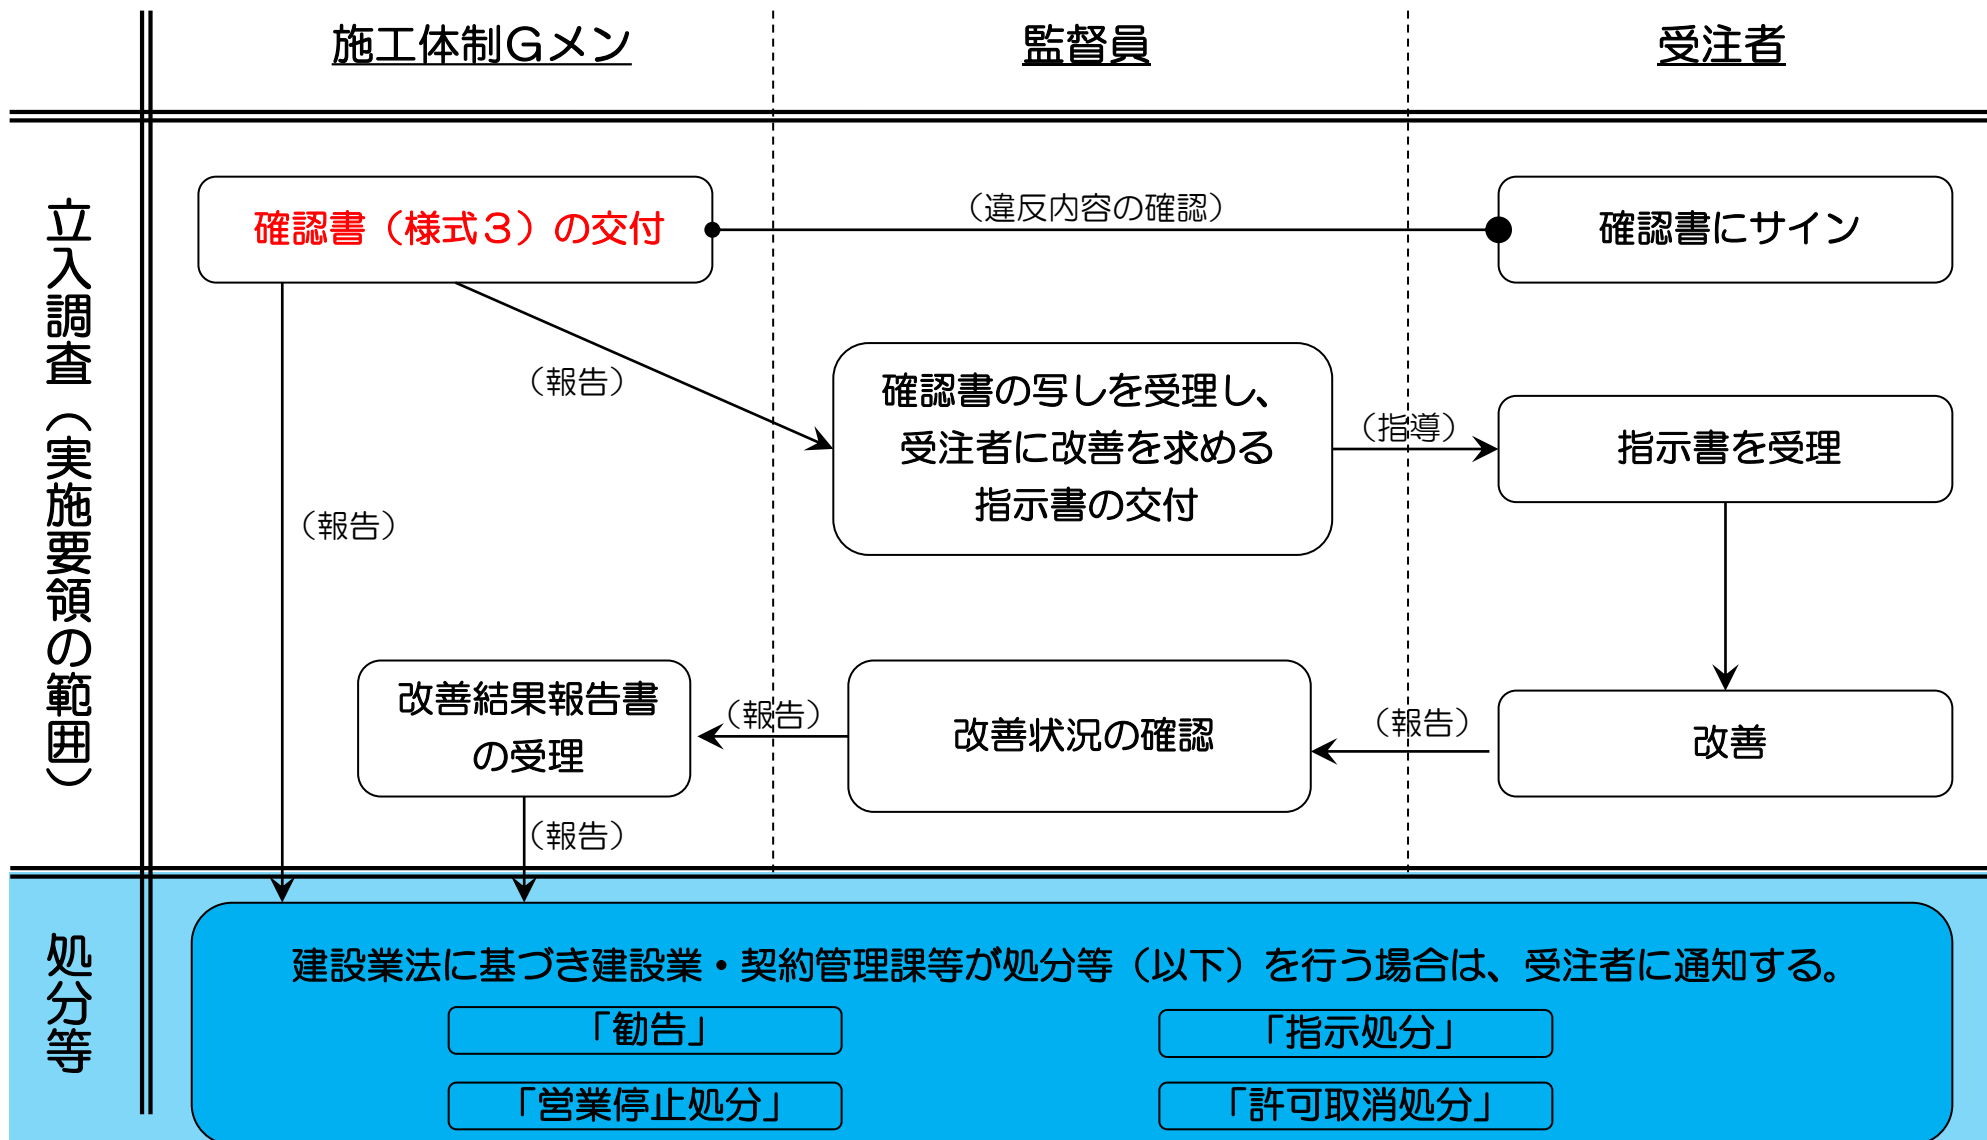 施工体制Gメン
監督員
受注者
立入調査（実施要領の範囲）
確認書（様式３）の交付
（違反内容の確認）
確認書にサイン
（報告）
確認書の写しを受理し、
受注者に改善を求める
指示書の交付
（指導）
指示書を受理
（報告）
改善結果報告書
の受理
（報告）
改善状況の確認
（報告）
改善
（報告）
処分等
建設業法に基づき建設業・契約管理課等が処分等（以下）を行う場合は、受注者に通知する。
「勧告」
「指示処分」
「営業停止処分」
「許可取消処分」